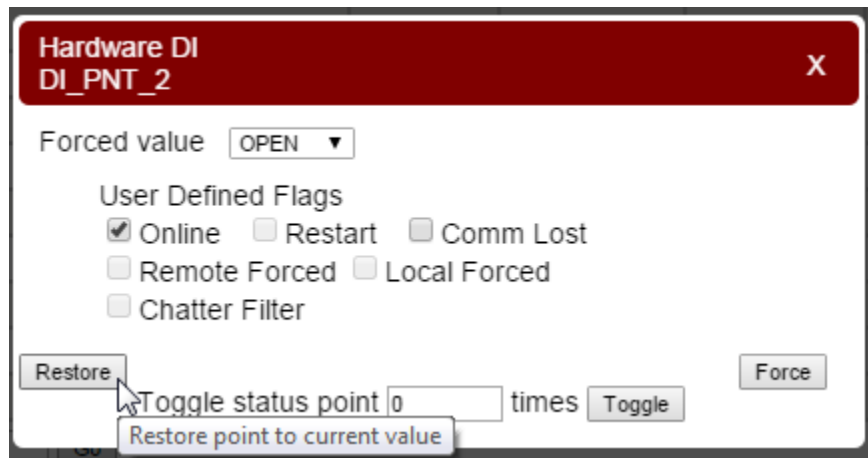 Hardware DI
DI_PNT_2
X
Forced value OPEN
User Defined Flags
Online Restart Comm Lost
Remote Forced Local Forced
Chatter Filter
Restore
Force
Toggle status point 0 times Toggle
Restore point to current value